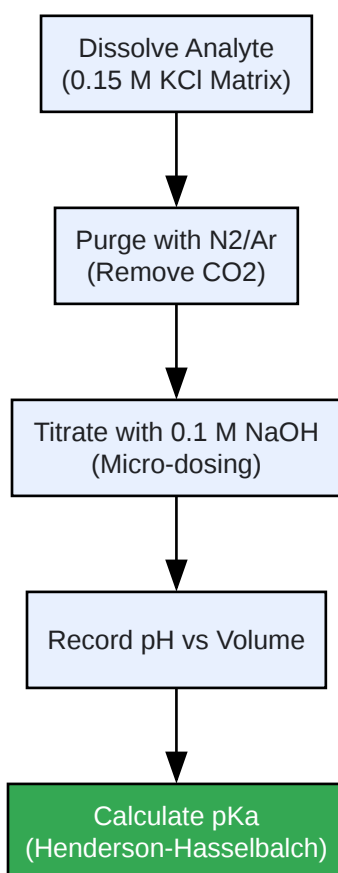 Dissolve Analyte
(0.15 M KCl Matrix)
Purge with N2/Ar
(Remove CO2)
Titrate with 0.1 M NaOH
(Micro-dosing)
Record pH vs Volume
Calculate pKa
(Henderson-Hasselbalch)